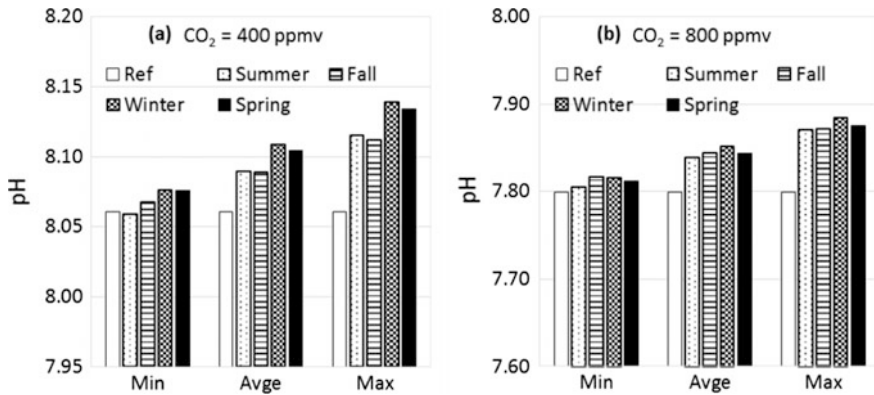 (a) CO₂ = 400 ppmv
Ref Summer Fall
Winter Spring
pH
8.20
8.15
8.10
8.05
8.00
7.95
Min Avge Max
(b) CO₂ = 800 ppmv
Ref Summer Fall
Winter Spring
pH
8.00
7.90
7.80
7.70
7.60
Min Avge Max